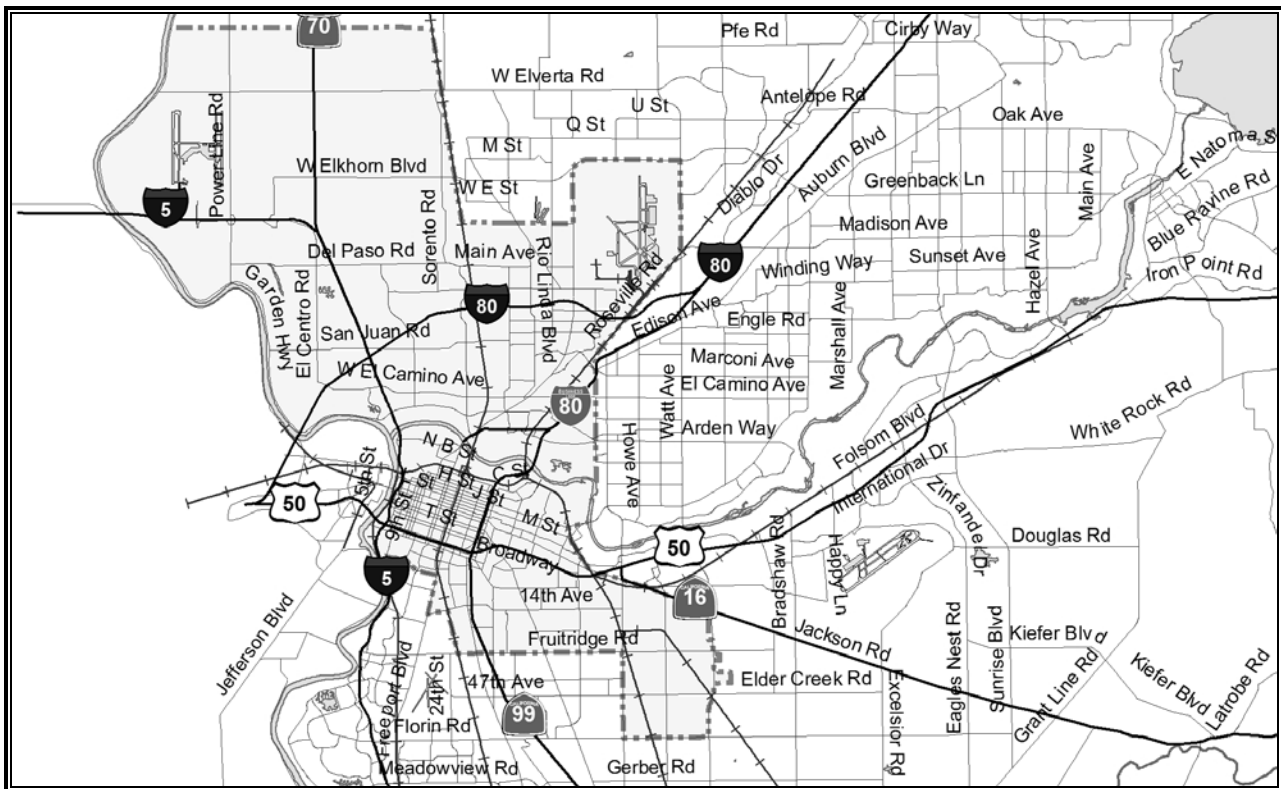 70
Pfe Rd
Cirby Way
W Elverta Rd
U St
Antelope Rd
Q St
Oak Ave
Power Line Rd
M St
Auburn Blvd
E Natoma S
W Elkhorn Blvd
Diablo Dr
Greenback Ln
Main Ave
W E St
Sorento Rd
5
Blue Ravine Rd
Madison Ave
Del Paso Rd
Main Ave
Rio Linda Blvd
80
Winding Way
Sunset Ave
Hazel Ave
Iron Point Rd
Garden Hwy
El Centro Rd
80
Roseville Rd
Edison Ave
San Juan Rd
Engle Rd
Marshall Ave
Marconi Ave
W El Camino Ave
El Camino Ave
80
Watt Ave
White Rock Rd
Howe Ave
Arden Way
Folsom Blvd
N B St
5th St
H St
C St
J St
I St
International Dr
50
9th St
T St
M St
Zinfandel Dr
50
Bradshaw Rd
Happy Ln
Douglas Rd
Broadway
5
14th Ave
16
Jefferson Blvd
Fruitridge Rd
Jackson Rd
Eagles Nest Rd
Sunrise Blvd
Kiefer Blvd
Freeport Blvd
24th St
47th Ave
Elder Creek Rd
Excelsior Rd
Grant Line Rd
Kiefer Blvd
Latrobe Rd
99
Florin Rd
Meadowview Rd
Gerber Rd